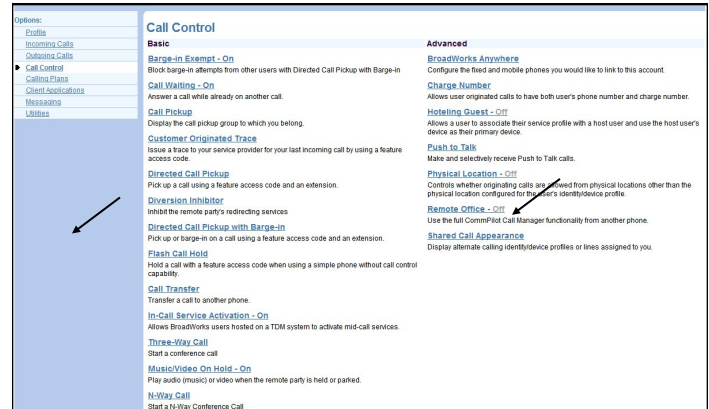 Options:
Profile
Incoming Calls
Outgoing Calls
Call Control
Calling Plans
Client Applications
Messaging
Utilities
Call Control
Basic
Barge-in Exempt - On
Block barge-in attempts from other users with Directed Call Pickup with Barge-in
Call Waiting - On
Answer a call while already on another call.
Call Pickup
Display the call pickup group to which you belong.
Customer Originated Trace
Issue a trace to your service provider for your last incoming call by using a feature
access code.
Directed Call Pickup
Pick up a call using a feature access code and an extension.
Diversion Inhibitor
Inhibit the remote party's redirecting services
Directed Call Pickup with Barge-in
Pick up or barge-in on a call using a feature access code and an extension.
Flash Call Hold
Hold a call with a feature access code when using a simple phone without call control
capability.
Call Transfer
Transfer a call to another phone.
In-Call Service Activation - On
Allows BroadWorks users hosted on a TDM system to activate mid-call services.
Three-Way Call
Start a conference call
Music/Video On Hold - On
Play audio (music) or video when the remote party is held or parked.
N-Way Call
Start a N-Way Conference Call
Advanced
BroadWorks Anywhere
Configure the fixed and mobile phones you would like to link to this account.
Charge Number
Allows user originated calls to have both user's phone number and charge number.
Hoteling Guest - Off
Allows a user to associate their service profile with a host user and use the host user's
device as their primary device.
Push to Talk
Make and selectively receive Push to Talk calls.
Physical Location - Off
Controls whether originating calls are allowed from physical locations other than the
physical location configured for the user's identity/device profile.
Remote Office - Off
Use the full CommPilot Call Manager functionality from another phone.
Shared Call Appearance
Display alternate calling identity/device profiles or lines assigned to you.